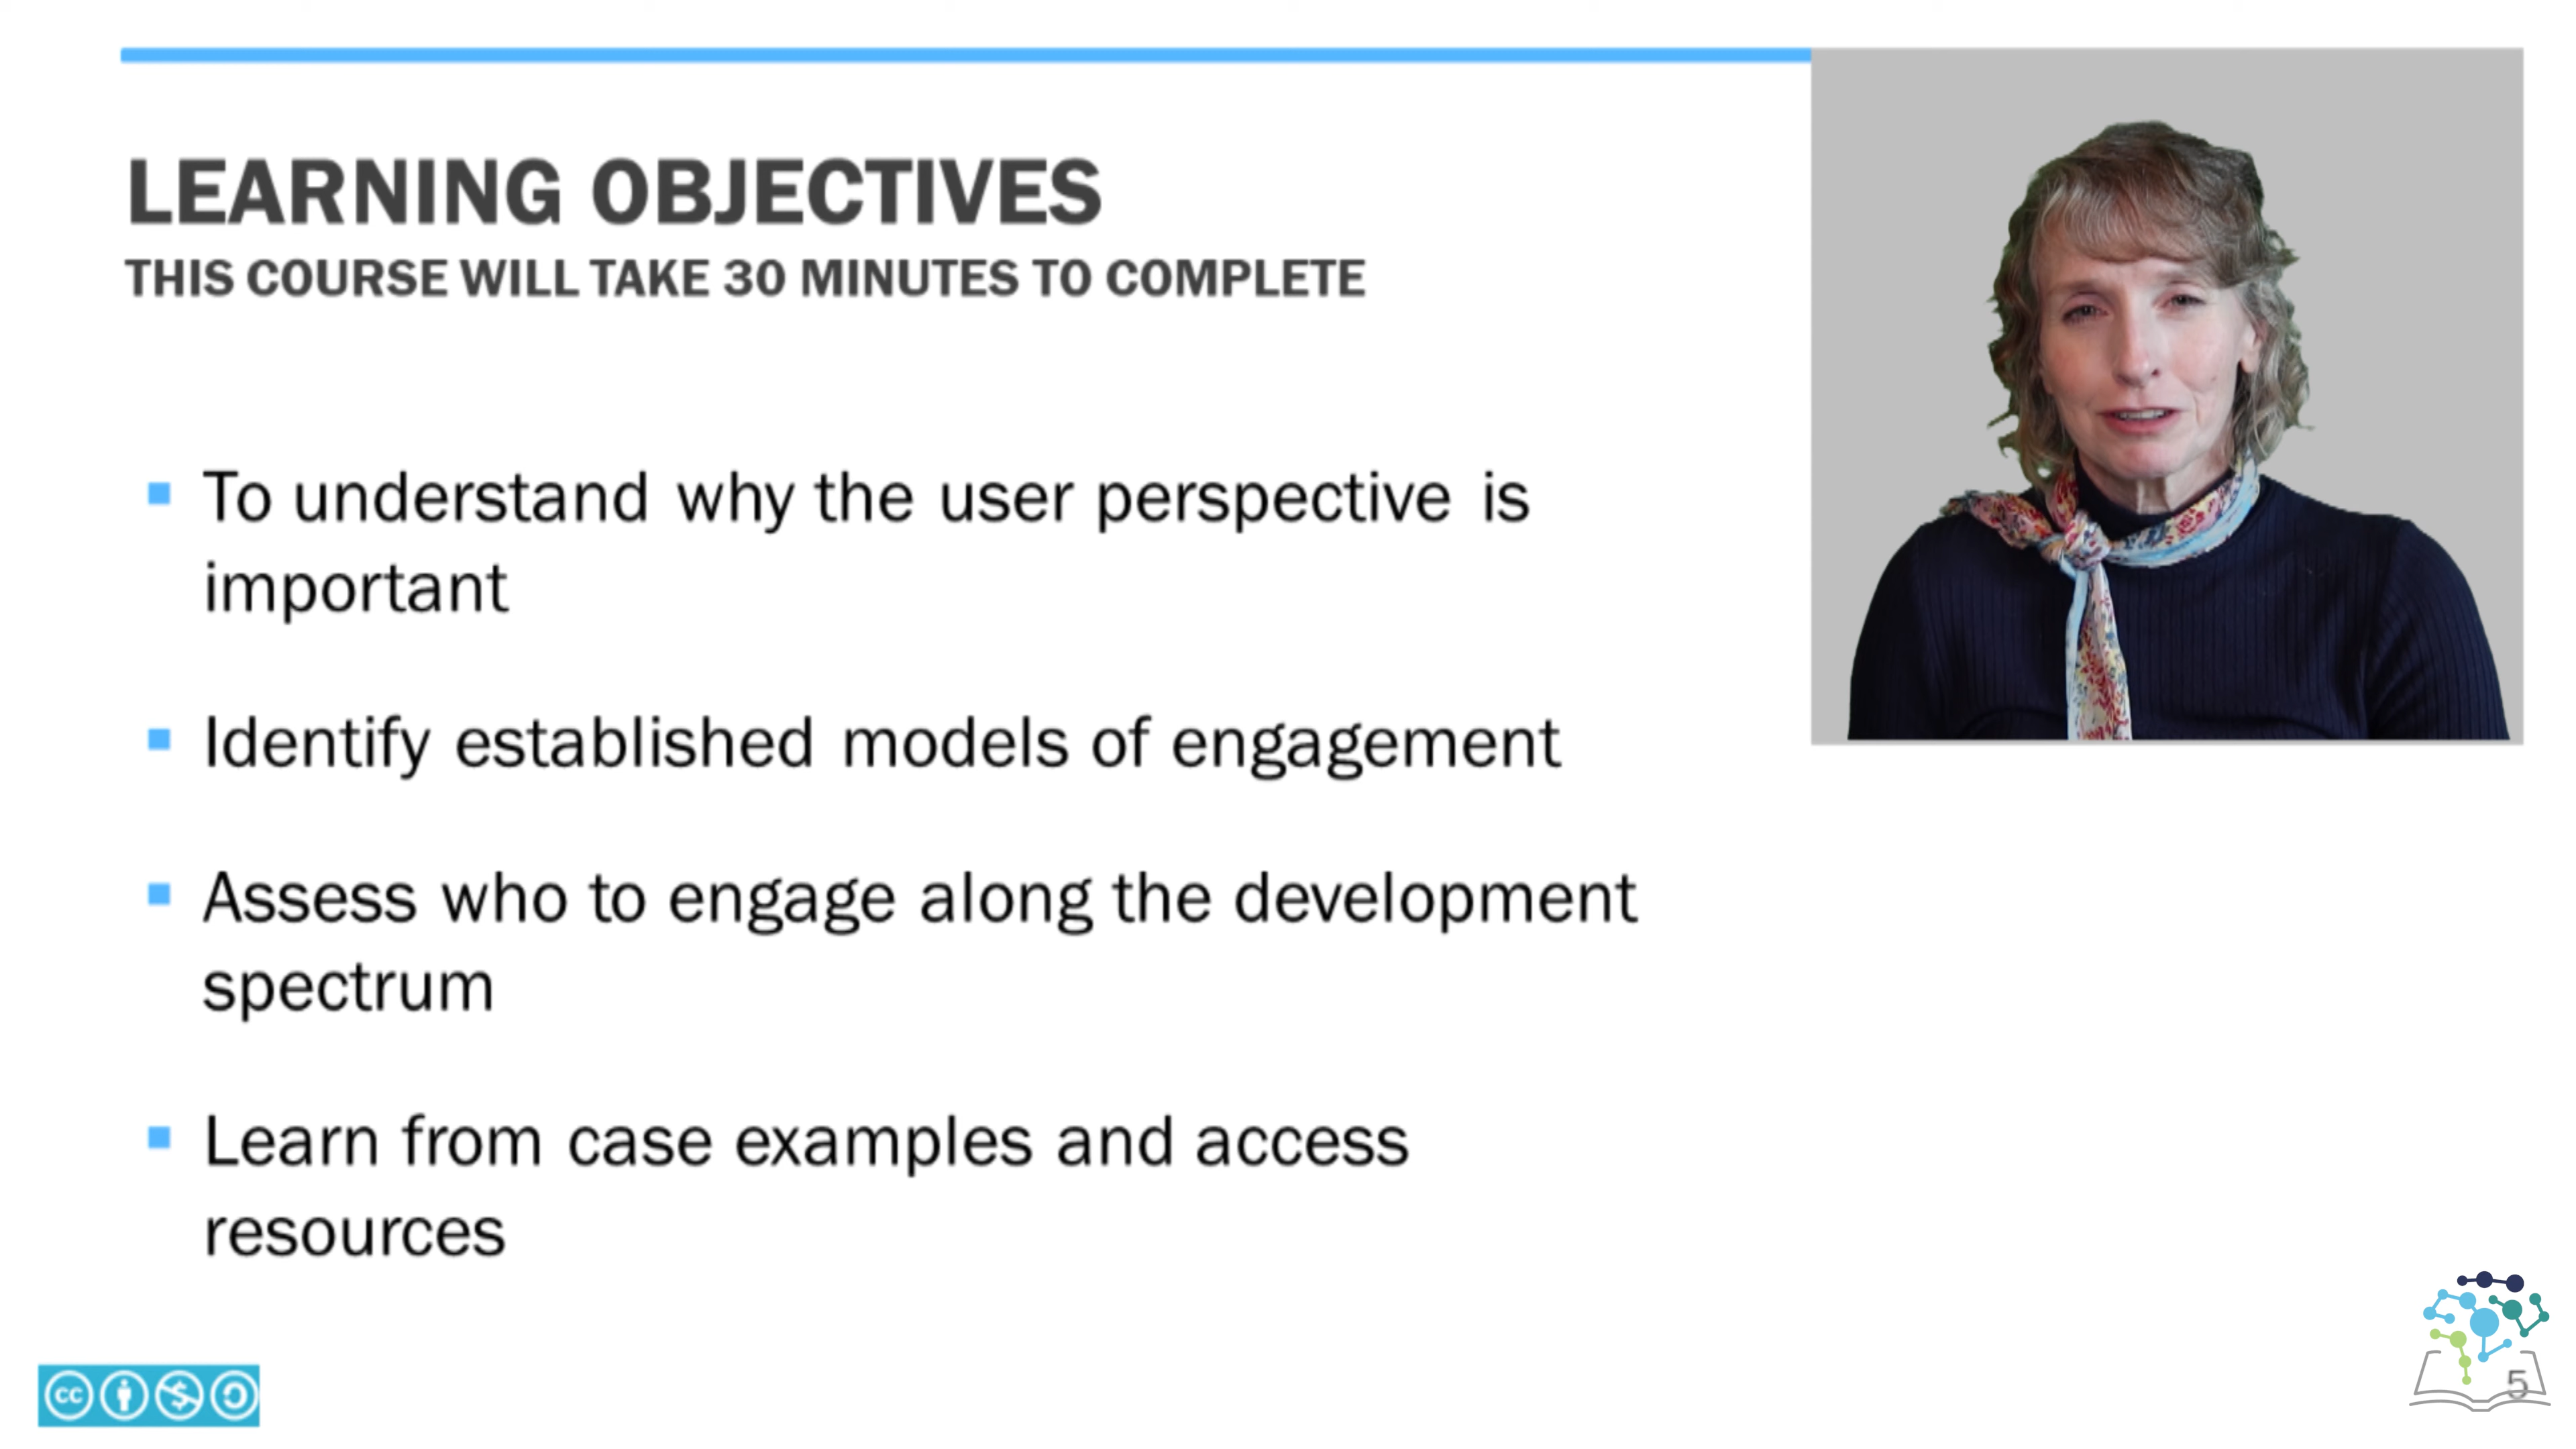 LEARNING OBJECTIVES
THIS COURSE WILL TAKE 30 MINUTES TO COMPLETE
To understand why the user perspective is
important
Identify established models of engagement
Assess who to engage along the development
spectrum
Learn from case examples and access
resources
cc
5